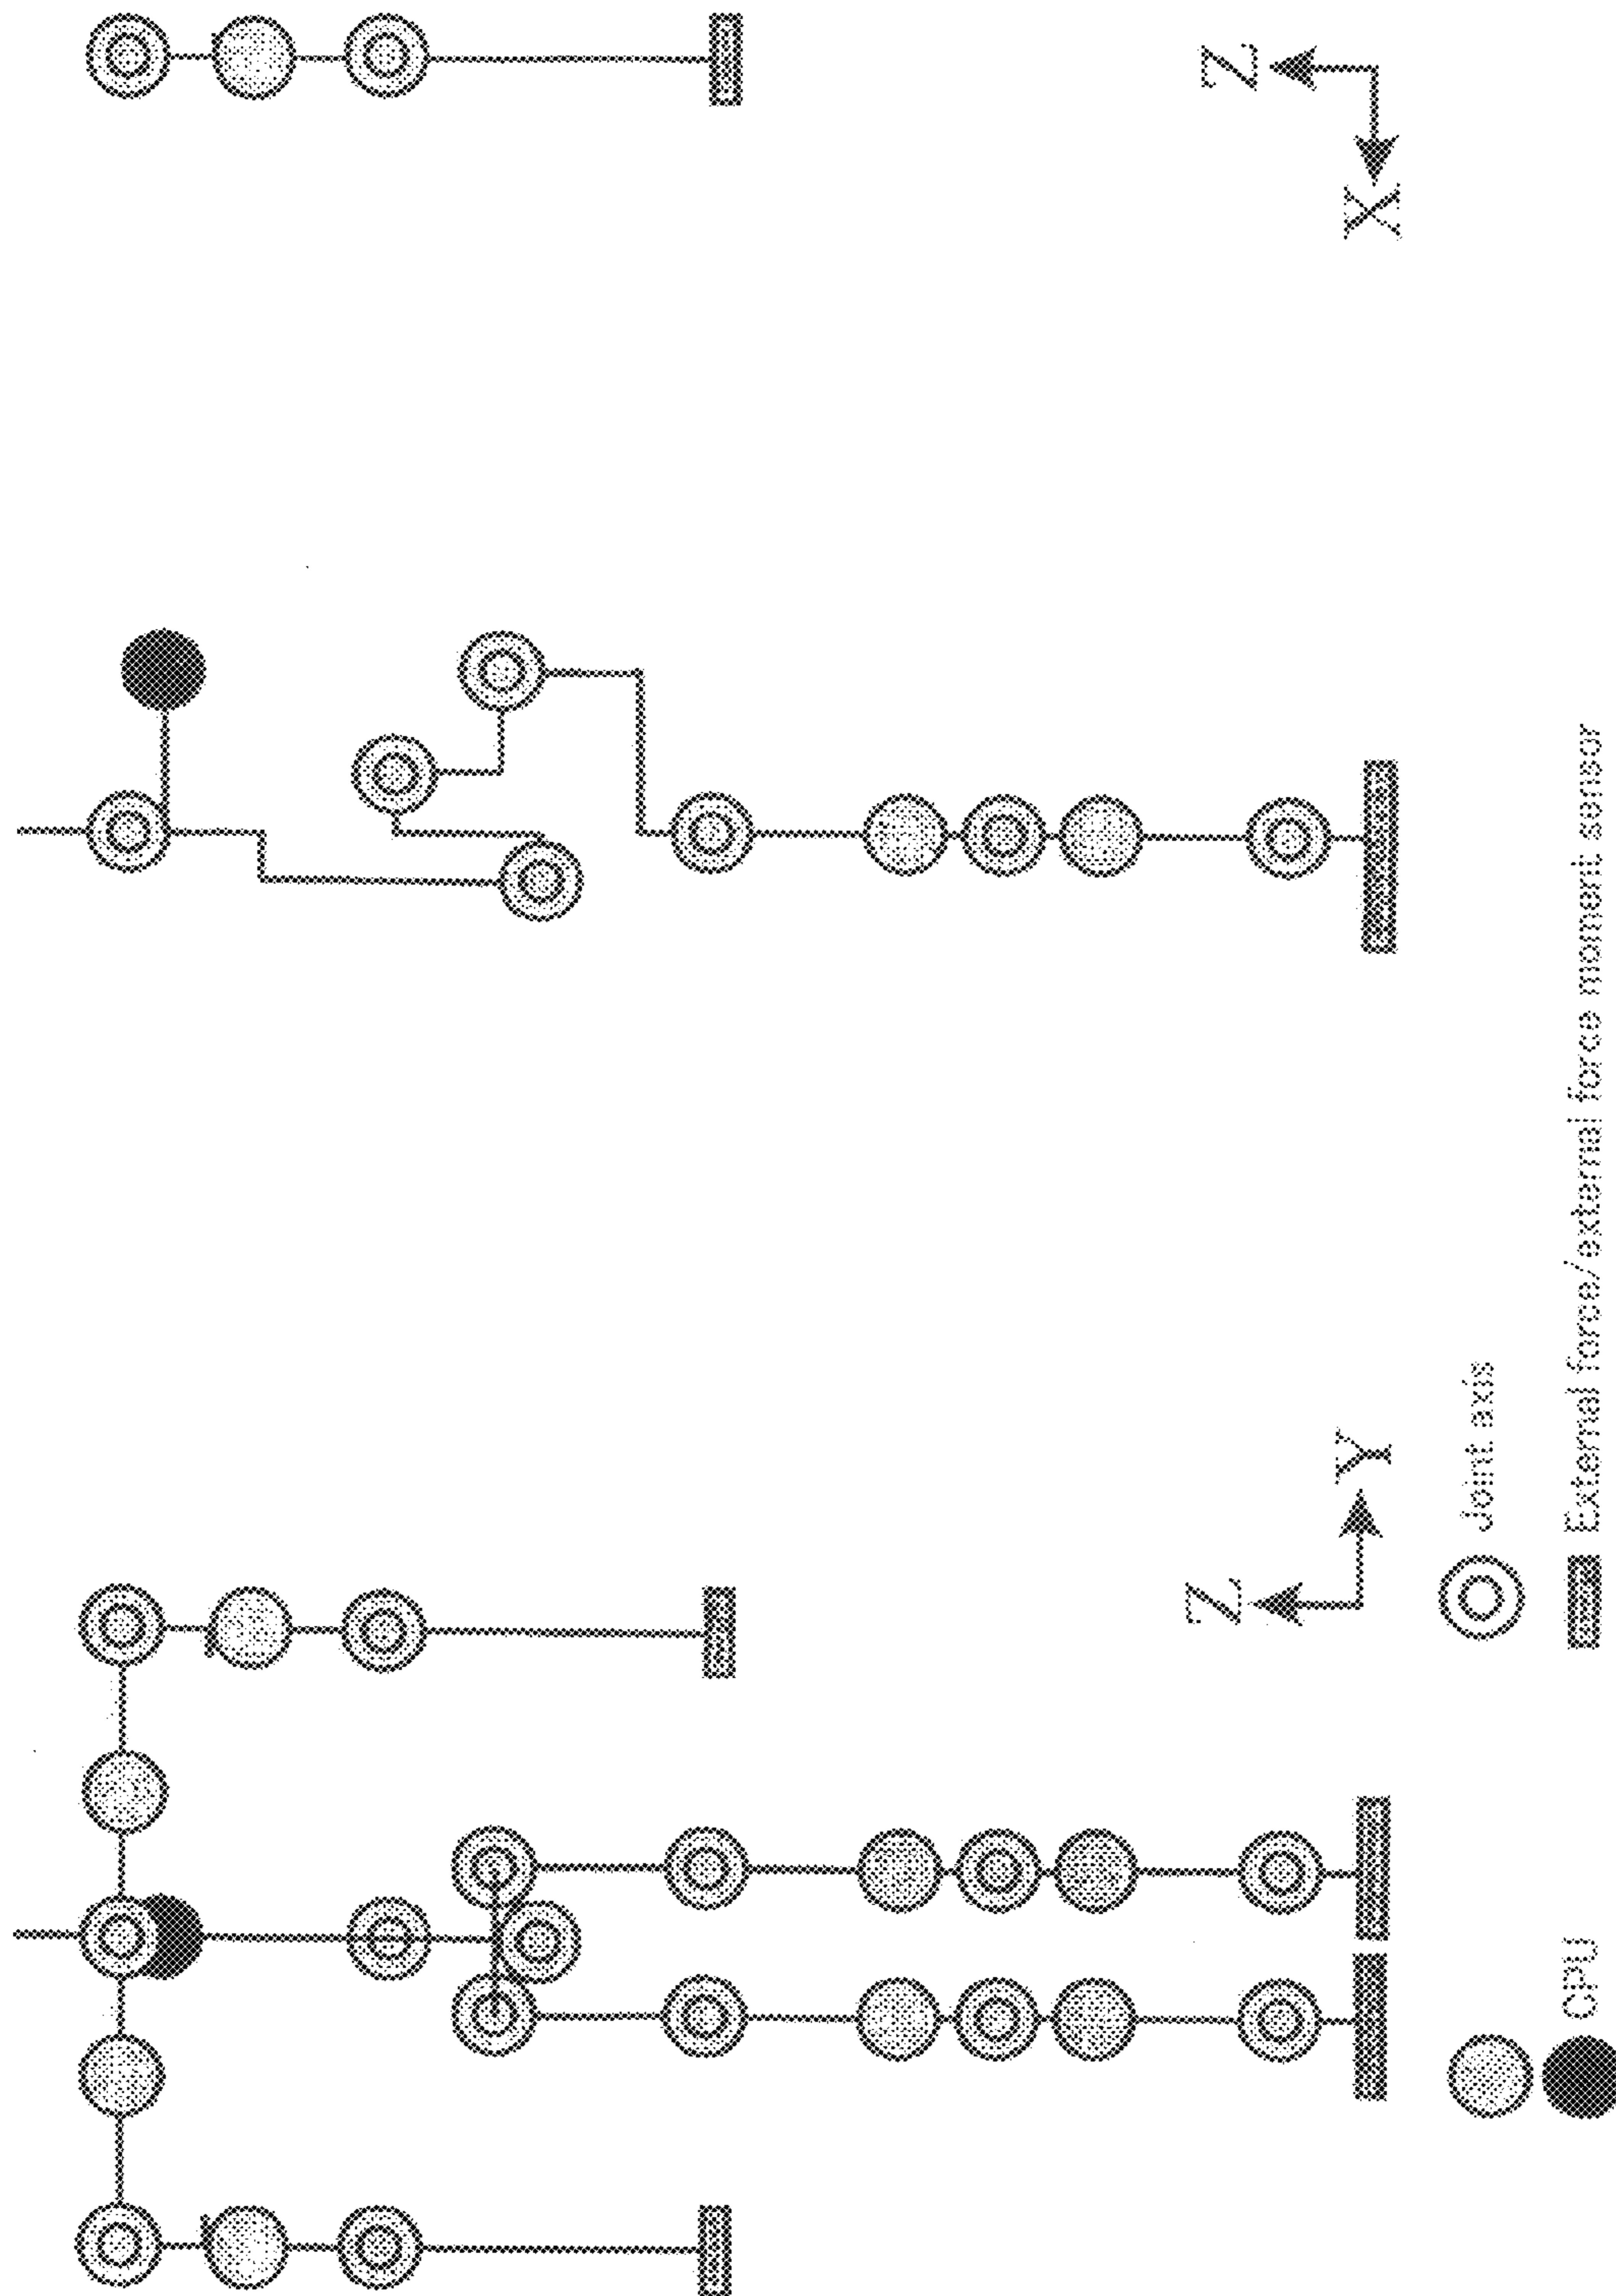 Z
Y
Z
X
Joint axis
CPU
External force/external force moment sensor